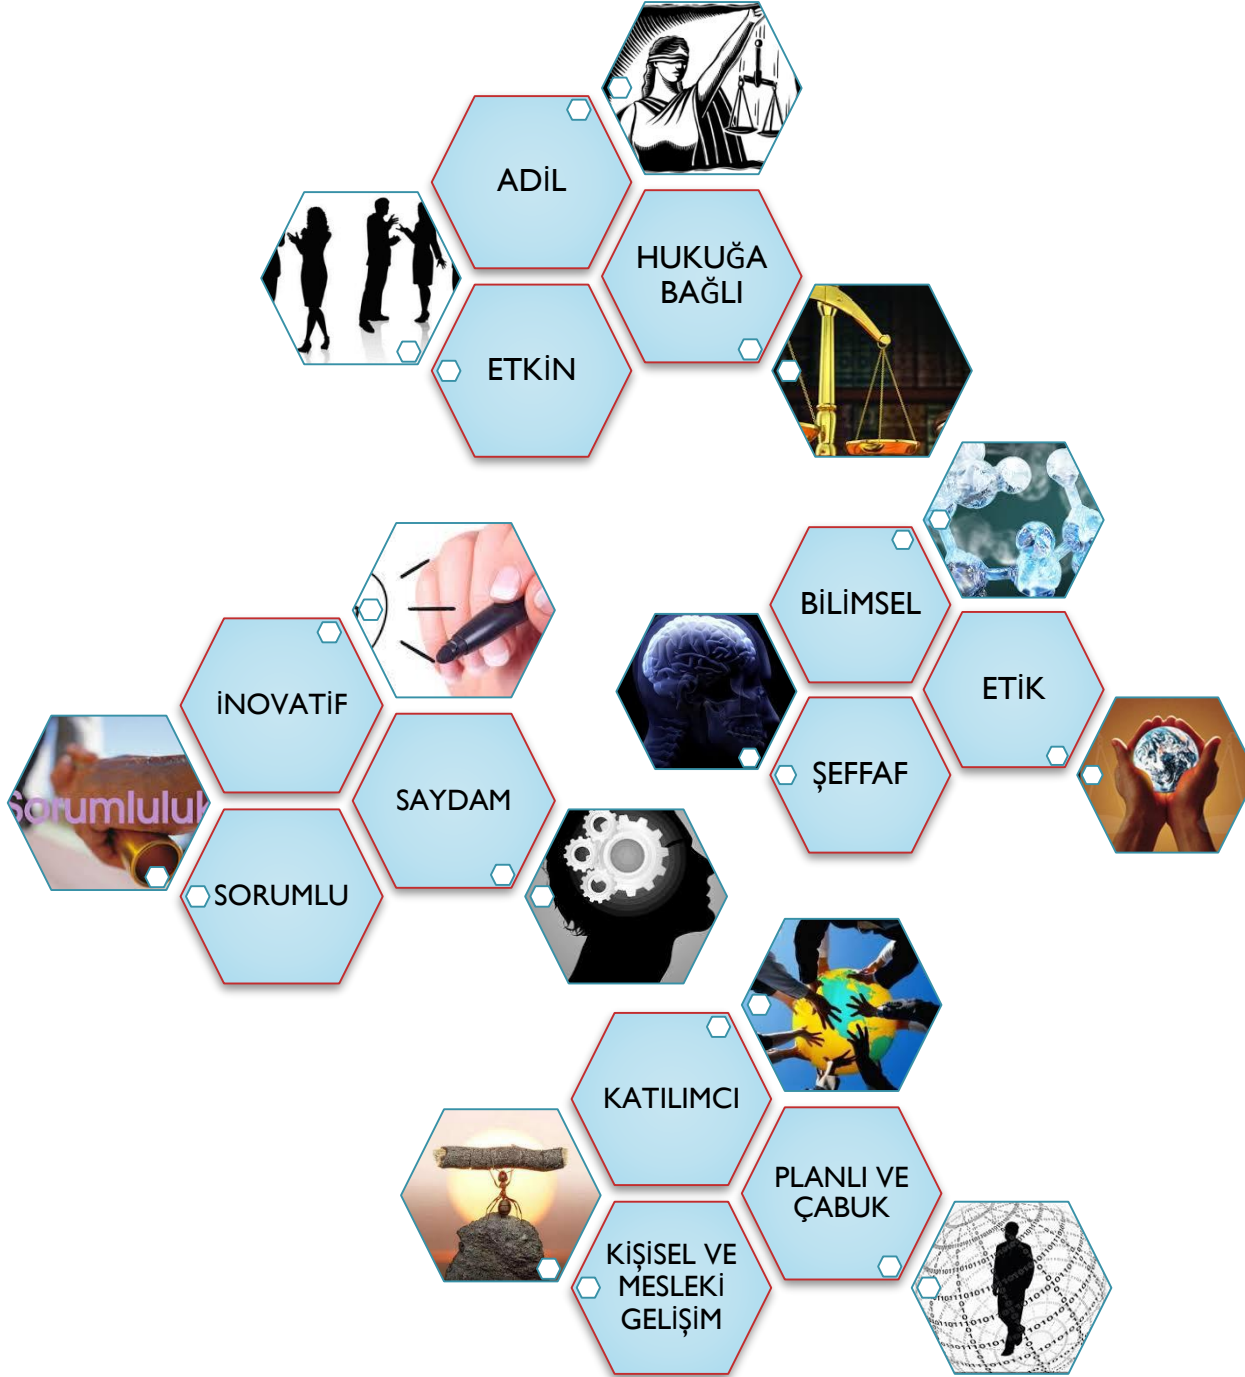 ADİL
HUKUĞA
BAĞLI
ETKİN
BİLİMSEL
ETİK
ŞEFFAF
İNOVATİF
SAYDAM
Sorumluluk
SORUMLU
KATILIMCI
PLANLI VE
ÇABUK
KİŞİSEL VE
MESLEKİ
GELİŞİM